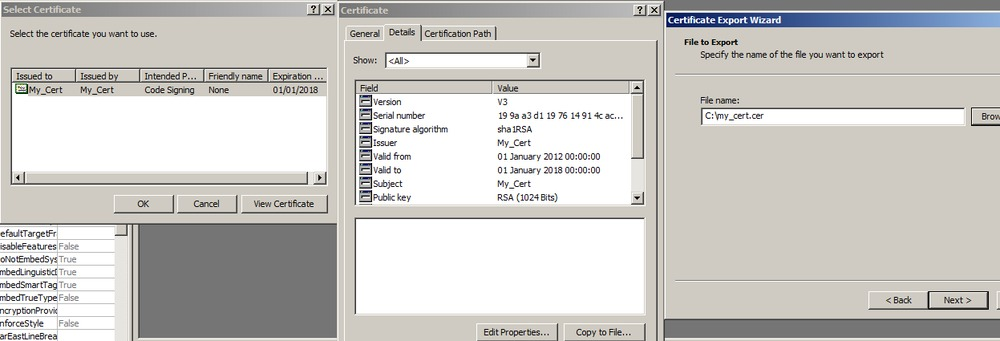 Select Certificate
Select the certificate you want to use.
Issued to Issued by Intended P... Friendly name Expiration ...
My_Cert My_Cert Code Signing None 01/01/2018
OK Cancel View Certificate
efaultTargetFr
isableFeatures False
oNotEmbedSys True
mbedLinguistic True
mbedSmartTag True
mbedTrueType False
ncryptionProvid
nforceStyle False
arEastLineBrea
Certificate
General Details Certification Path
Show: <All>
Field Value
Version V3
Serial number 19 9a a3 d1 19 76 14 91 4c ac...
Signature algorithm sha1RSA
Issuer My_Cert
Valid from 01 January 2012 00:00:00
Valid to 01 January 2018 00:00:00
Subject My_Cert
Public key RSA (1024 Bits)
Edit Properties... Copy to File...
Certificate Export Wizard
File to Export
Specify the name of the file you want to export
File name:
C:\my_cert.cer Brow
< Back Next >